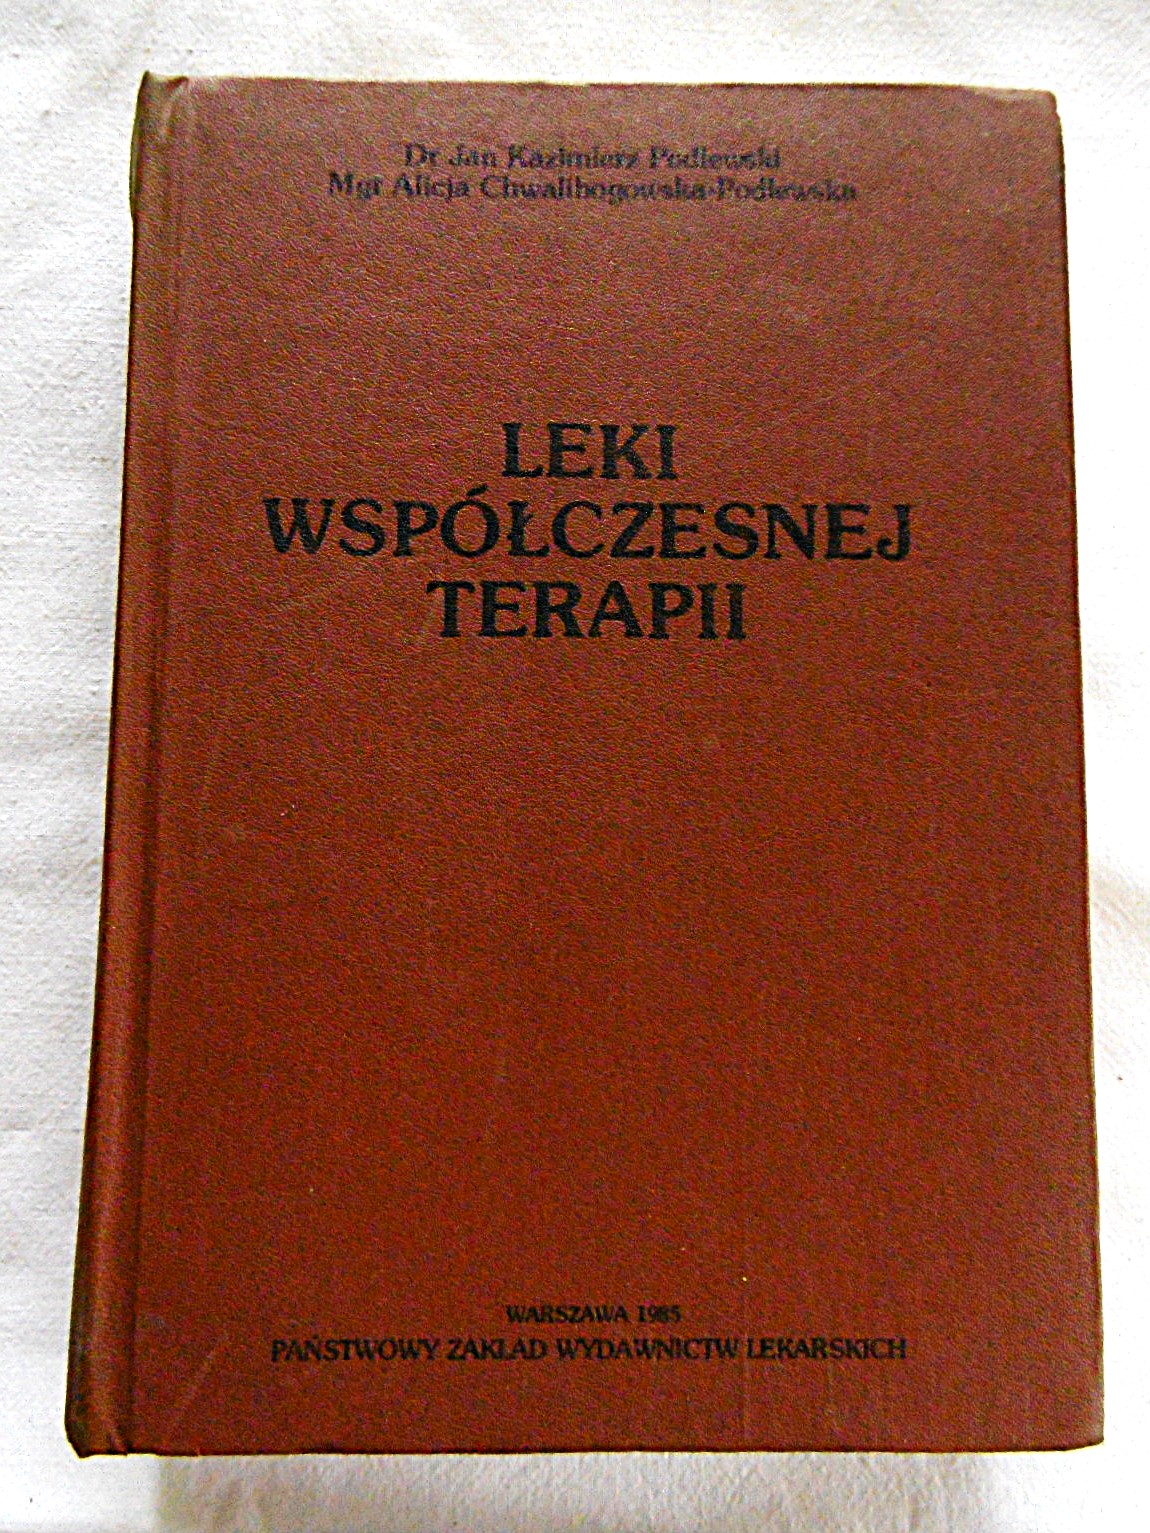 Dr Jan Kazimierz Podlewski
Mgr Alicja Chwalibogowska-Podlewska
LEKI
WSPÓŁCZESNEJ
TERAPII
WARSZAWA 1985
PAŃSTWOWY ZAKŁAD WYDAWNICTW LEKARSKICH